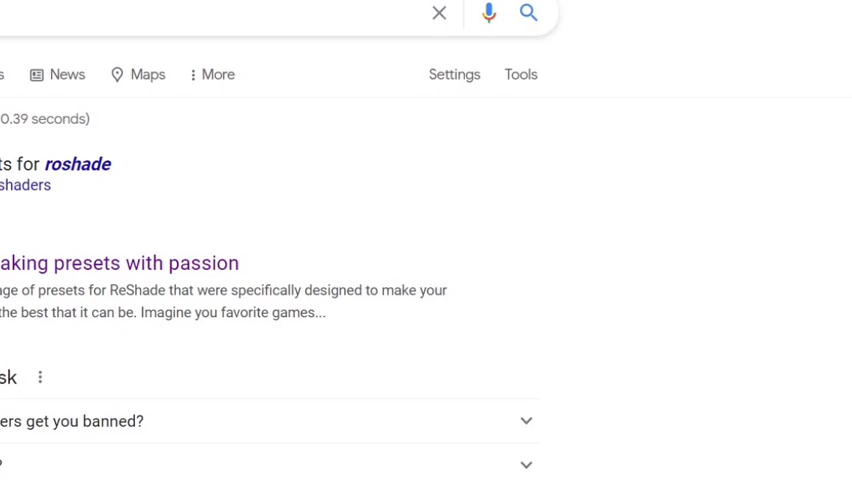 s News Maps More Settings Tools
0.39 seconds)
ts for roshade
shaders
aking presets with passion
age of presets for ReShade that were specifically designed to make your
the best that it can be. Imagine you favorite games...
sk
ers get you banned?
?